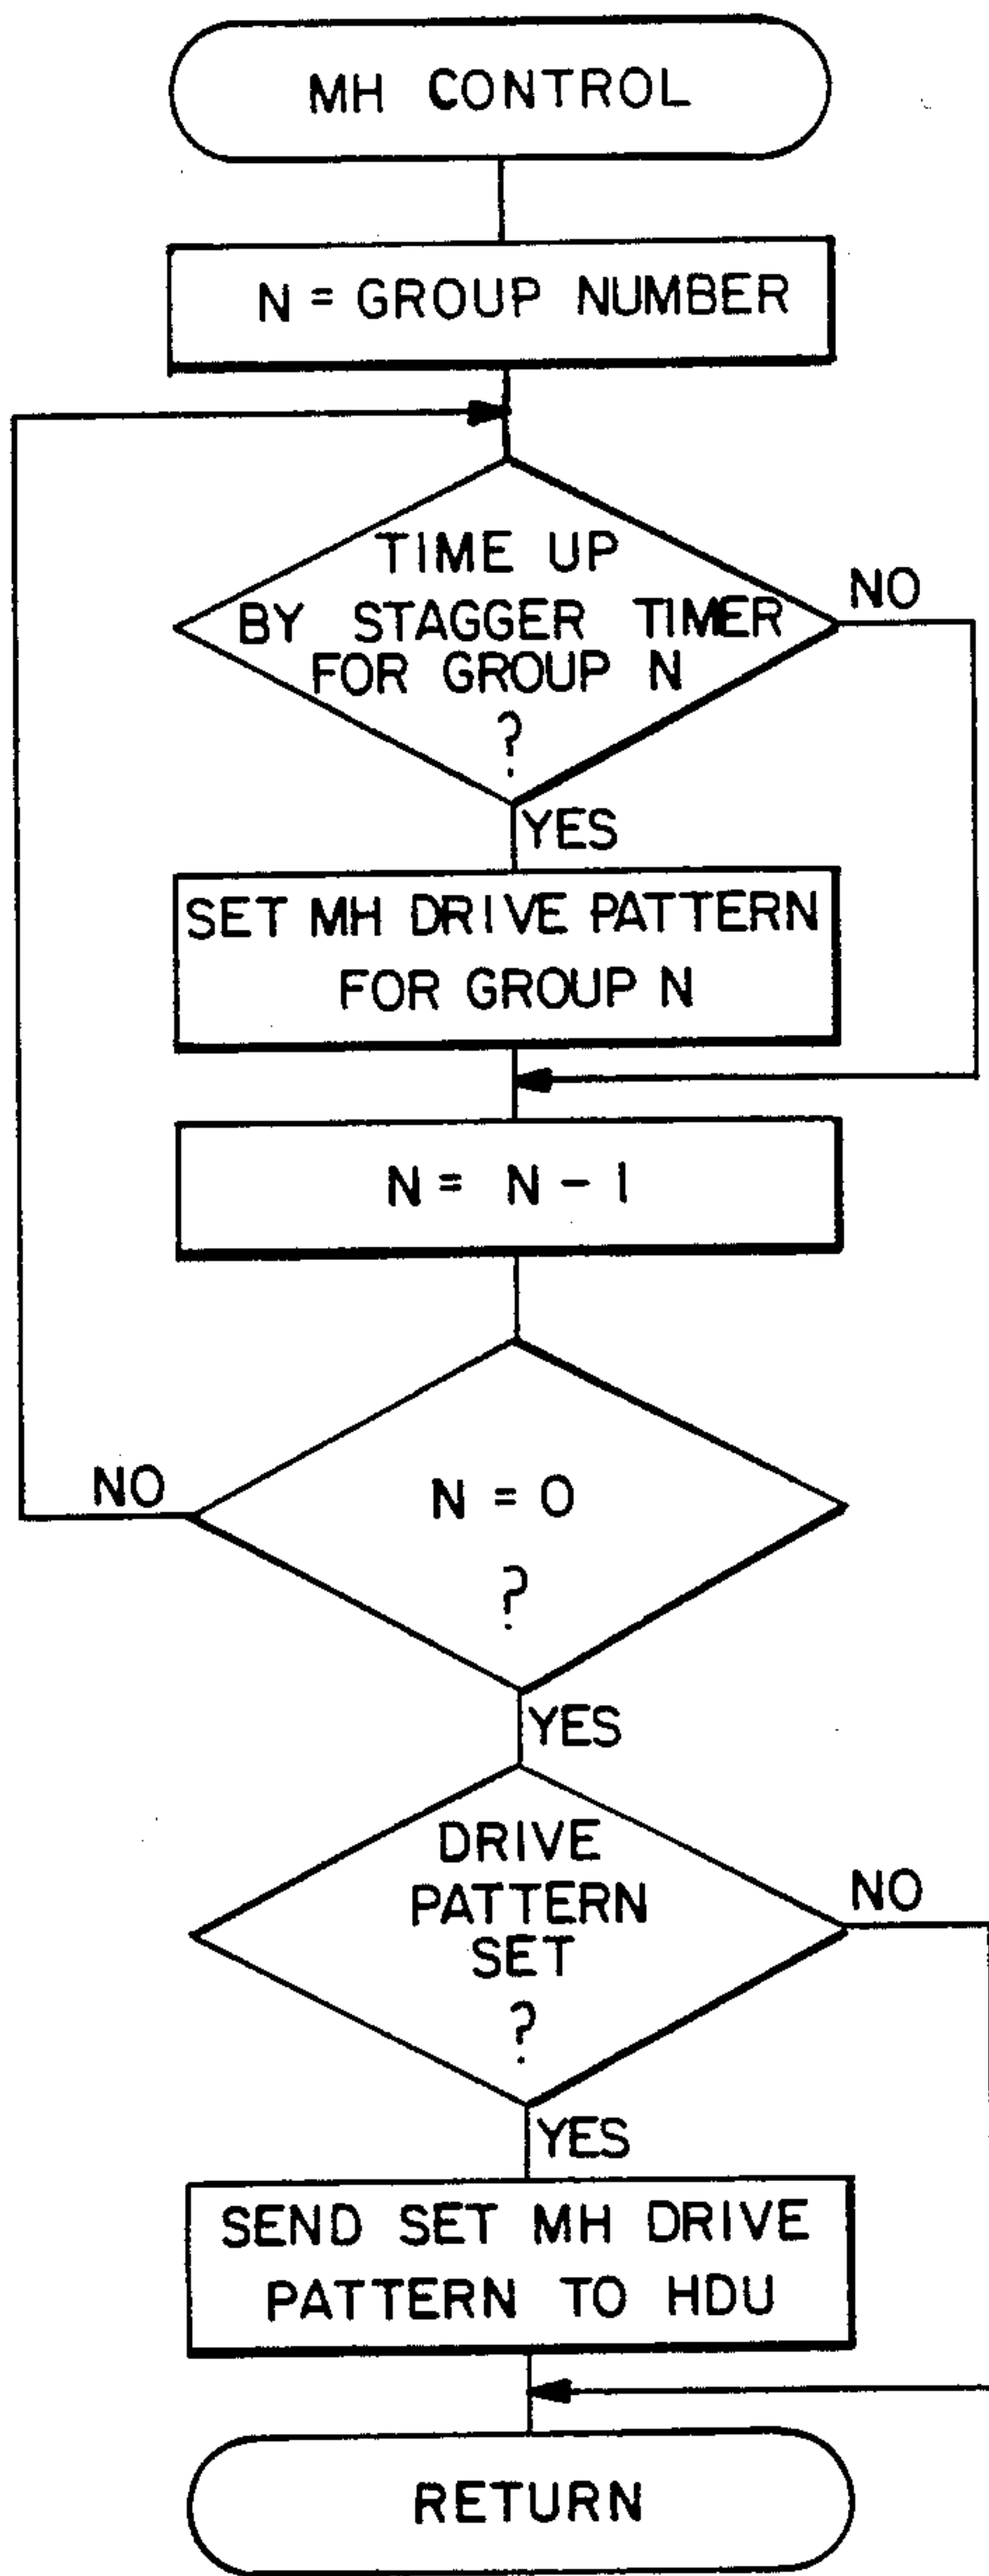 MH CONTROL
N = GROUP NUMBER
TIME UP
BY STAGGER TIMER
FOR GROUP N
?
NO
YES
SET MH DRIVE PATTERN
FOR GROUP N
N = N - 1
N = 0
?
NO
YES
DRIVE
PATTERN
SET
?
NO
YES
SEND SET MH DRIVE
PATTERN TO HDU
RETURN